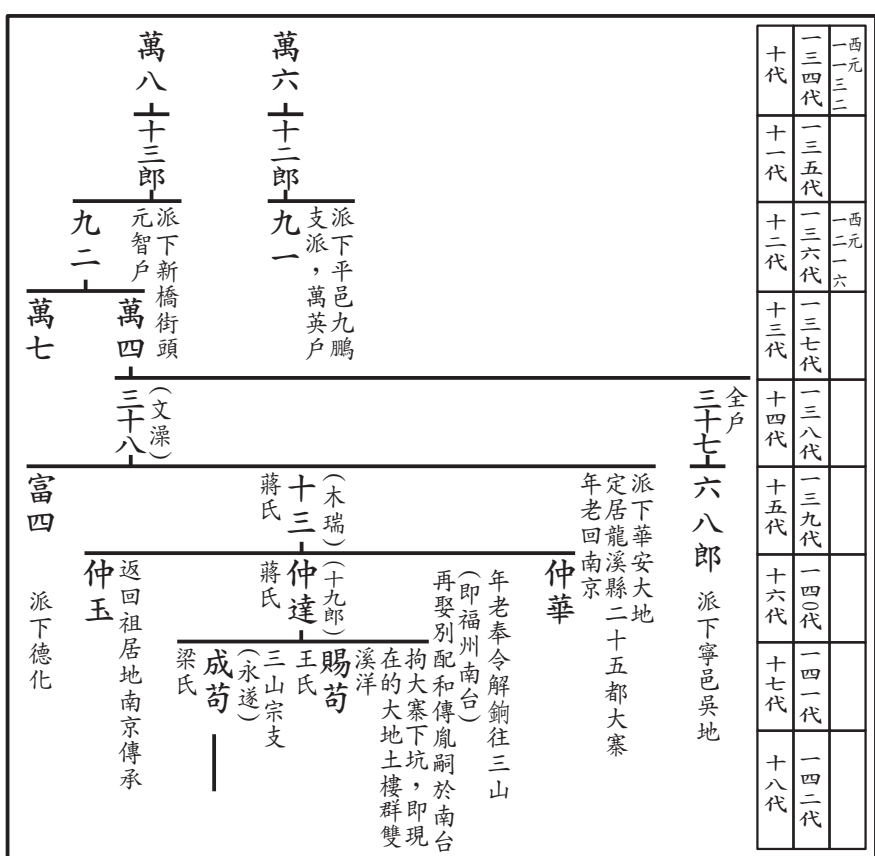 西元
一一三二
一三四代
十代
一三五代
十一代
西元
一二一六
一三六代
十二代
一三七代
十三代
一三八代
十四代
一三九代
十五代
一四〇代
十六代
一四一代
十七代
一四二代
十八代
萬六
十二郎
九一
派下平邑九鵬
支派,萬英户
萬八
十三郎
派下新橋街頭
元智户
九二
萬四
萬七
全户
三十七
六八郎
派下寧邑吳地
(文澡)
三十八
派下華安大地
定居龍溪縣二十五都大寨
年老回南京
(木瑞)
十三
蔣氏
富四
派下德化
仲華
年老奉令解餉往三山
(即福州南台)
再娶別配和傳胤嗣於南台
(十九郎)
仲達
蔣氏
返回祖居地南京傳承
仲玉
拘大寨下坑,即現
在的大地土樓群雙
溪洋
賜苟
王氏
三山宗支
(永遂)
成苟
梁氏